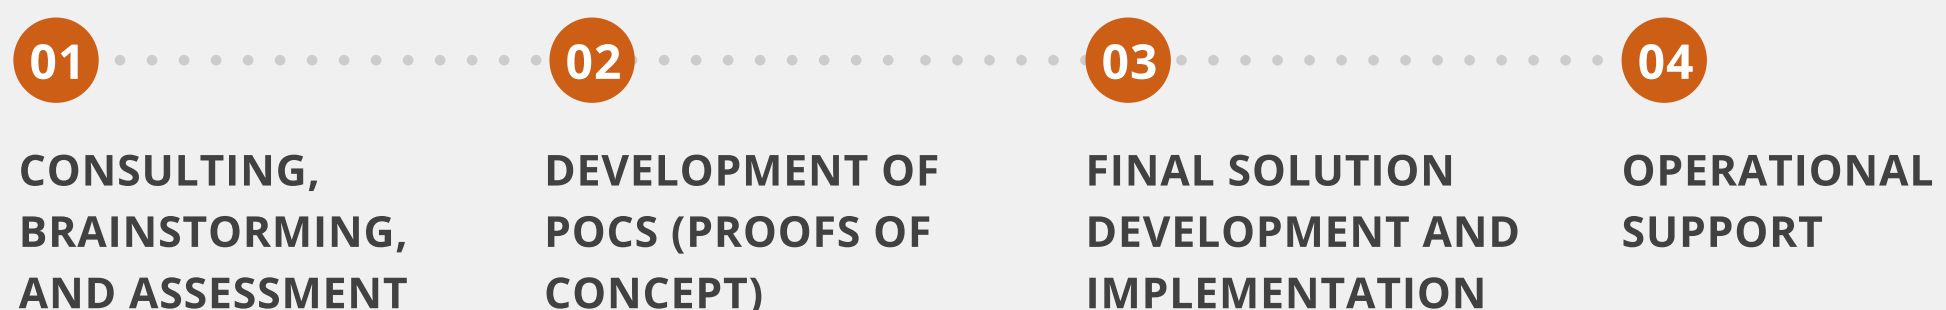 01
CONSULTING,
BRAINSTORMING,
AND ASSESSMENT
02
DEVELOPMENT OF
POCS (PROOFS OF
CONCEPT)
03
FINAL SOLUTION
DEVELOPMENT AND
IMPLEMENTATION
04
OPERATIONAL
SUPPORT